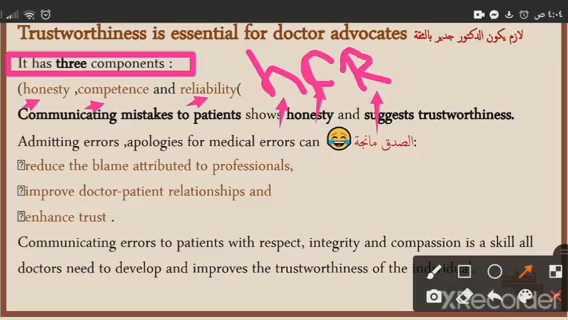 ٤:٠٤ ص
Trustworthiness is essential for doctor advocates لازم يكون الدكتور جدير بالثقة
It has three components :
(honesty ,competence and reliability(
h C R
Communicating mistakes to patients shows honesty and suggests trustworthiness.
Admitting errors ,apologies for medical errors can 😂 الصدق مانجة:
reduce the blame attributed to professionals,
improve doctor-patient relationships and
enhance trust .
Communicating errors to patients with respect, integrity and compassion is a skill all
doctors need to develop and improves the trustworthiness of the individual.
XRecorder